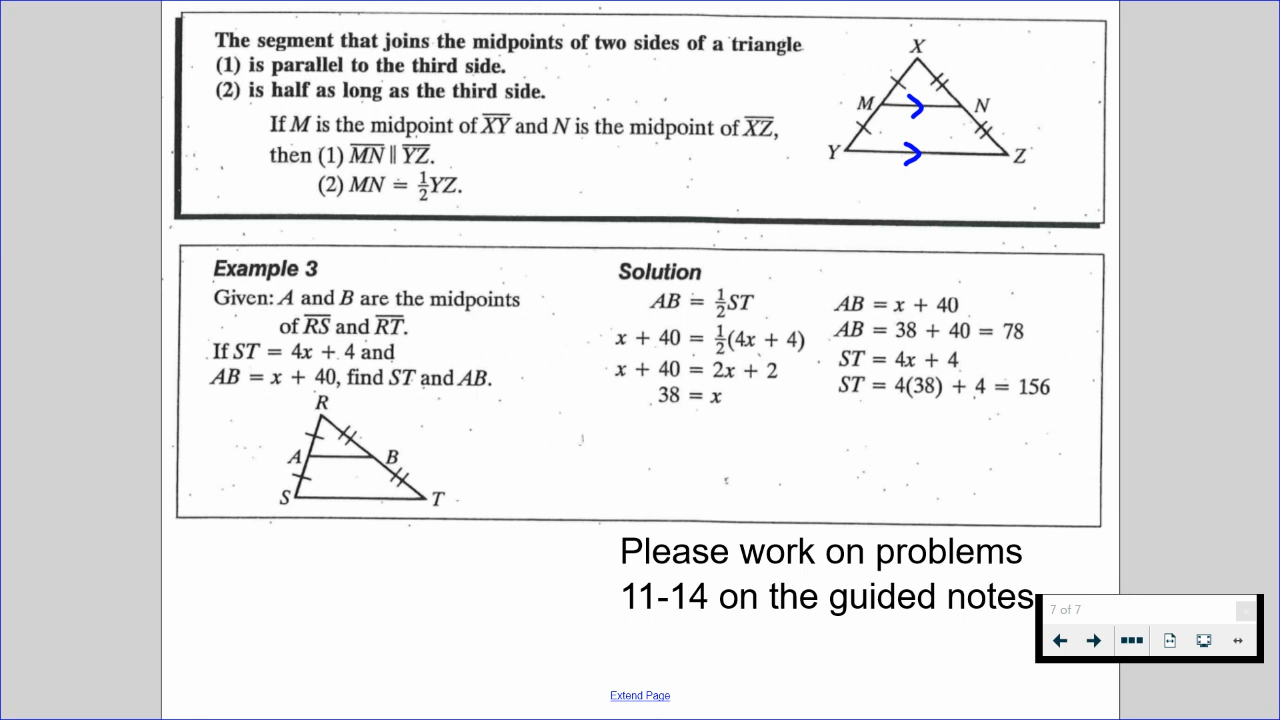 The segment that joins the midpoints of two sides of a triangle
(1) is parallel to the third side.
(2) is half as long as the third side.
If M is the midpoint of XY and N is the midpoint of XZ,
then (1) MN ∥ YZ.
(2) MN = ½YZ.
X
M
N
Y
Z
Example 3
Given: A and B are the midpoints
of RS and RT.
If ST = 4x + 4 and
AB = x + 40, find ST and AB.
R
A
B
S
T
Solution
AB = ½ST
x + 40 = ½(4x + 4)
x + 40 = 2x + 2
38 = x
AB = x + 40
AB = 38 + 40 = 78
ST = 4x + 4
ST = 4(38) + 4 = 156
Please work on problems
11-14 on the guided notes
7 of 7
Extend Page